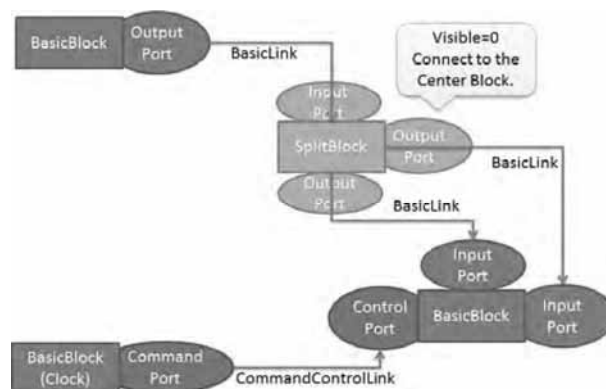 BasicBlock
Output
Port
BasicLink
Visible=0
Connect to the
Center Block.
Input
Port
SplitBlock
Output
Port
BasicLink
Output
Port
BasicLink
Input
Port
Control
Port
BasicBlock
Input
Port
BasicBlock
(Clock)
Command
Port
CommandControlLink